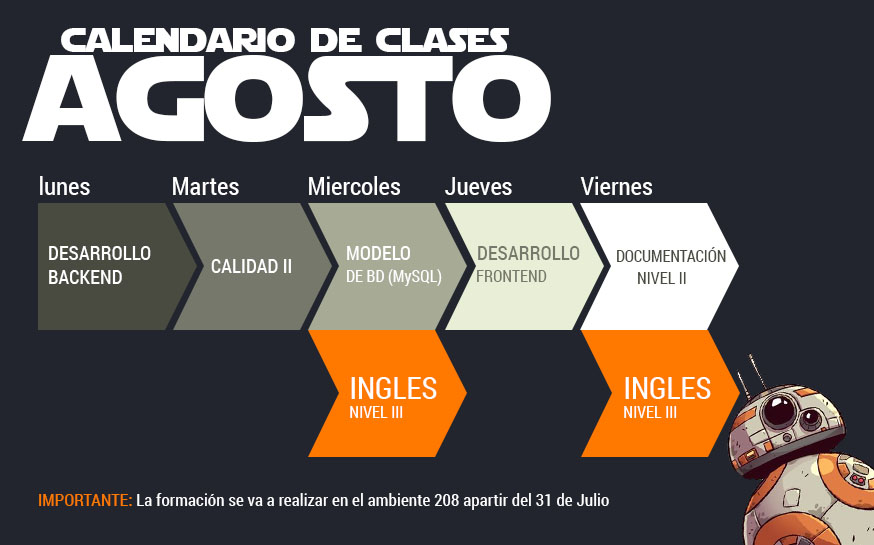 CALENDARIO DE CLASES
AGOSTO
lunes Martes Miercoles Jueves Viernes
DESARROLLO
BACKEND
CALIDAD II
MODELO
DE BD (MySQL)
DESARROLLO
FRONTEND
DOCUMENTACIÓN
NIVEL II
INGLES
NIVEL III
INGLES
NIVEL III
IMPORTANTE: La formación se va a realizar en el ambiente 208 apartir del 31 de Julio